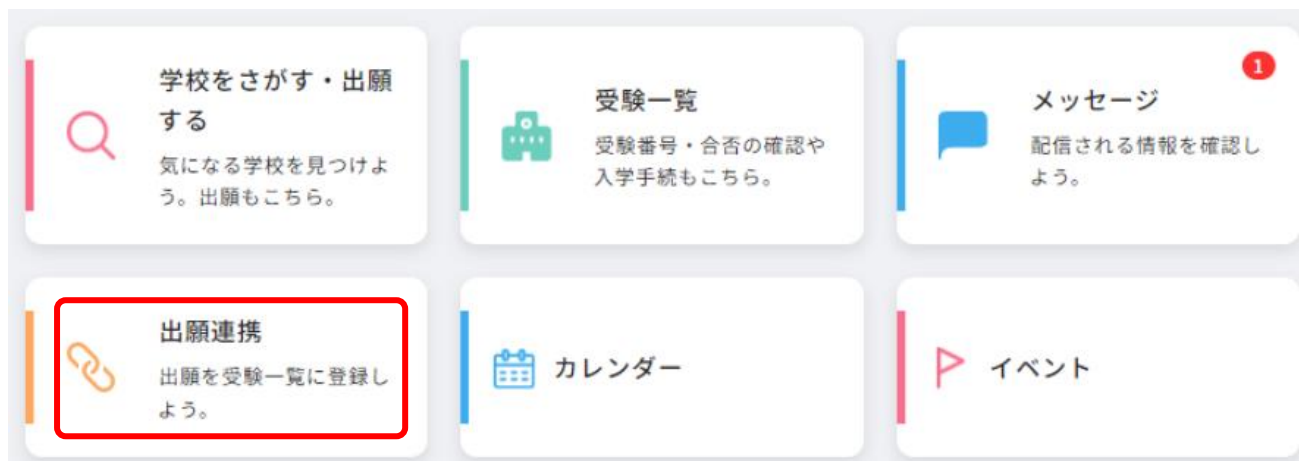 学校をさがす・出願
する
気になる学校を見つけよ
う。出願もこちら。
受験一覧
受験番号・合否の確認や
入学手続もこちら。
1
メッセージ
配信される情報を確認し
よう。
出願連携
出願を受験一覧に登録し
よう。
カレンダー
イベント